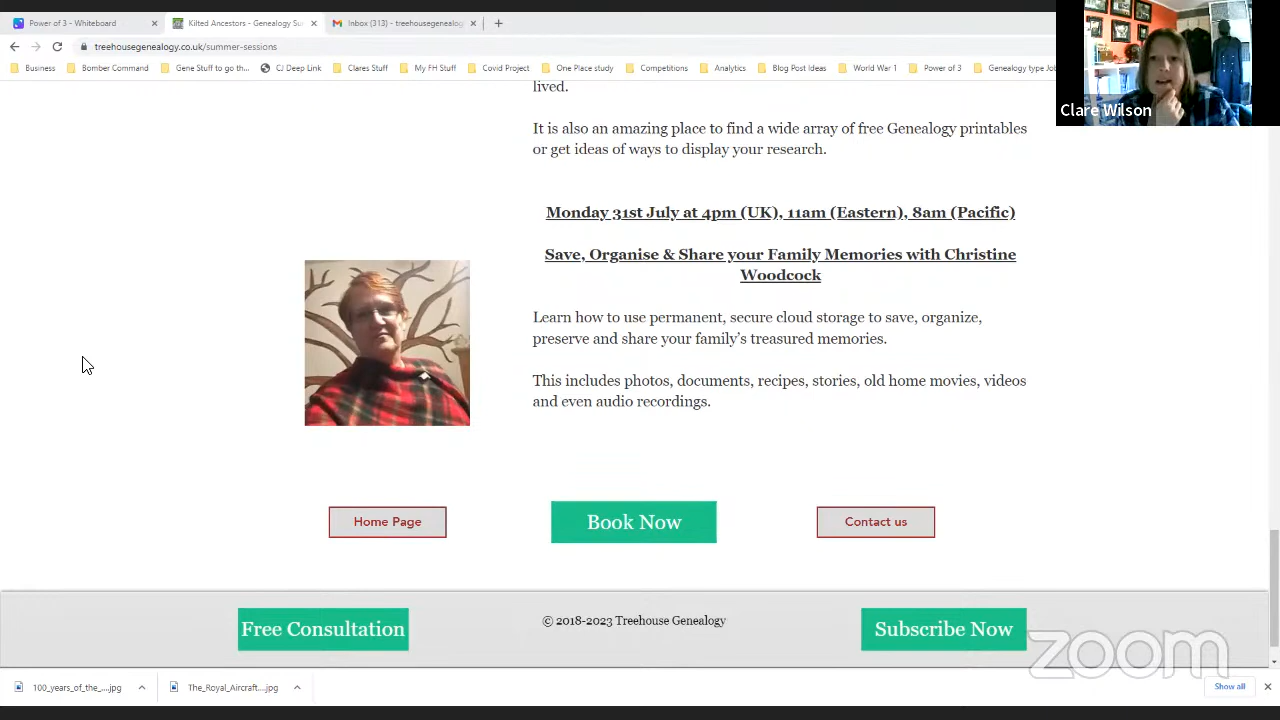 Power of 3 - Whiteboard
Kilted Ancestors - Genealogy Su
Inbox (313) - treehousegenealog
treehousegenealogy.co.uk/summer-sessions
Business
Bomber Command
Gene Stuff to go th...
CJ Deep Link
Clares Stuff
My FH Stuff
Covid Project
One Place study
Competitions
Analytics
Blog Post Ideas
World War 1
Power of 3
Genealogy type Jo
Clare Wilson
lived.
It is also an amazing place to find a wide array of free Genealogy printables
or get ideas of ways to display your research.
Monday 31st July at 4pm (UK), 11am (Eastern), 8am (Pacific)
Save, Organise & Share your Family Memories with Christine
Woodcock
Learn how to use permanent, secure cloud storage to save, organize,
preserve and share your family's treasured memories.
This includes photos, documents, recipes, stories, old home movies, videos
and even audio recordings.
Home Page
Book Now
Contact us
Free Consultation
© 2018-2023 Treehouse Genealogy
Subscribe Now
zoom
100_years_of_the_....jpg
The_Royal_Aircraft....jpg
Show all